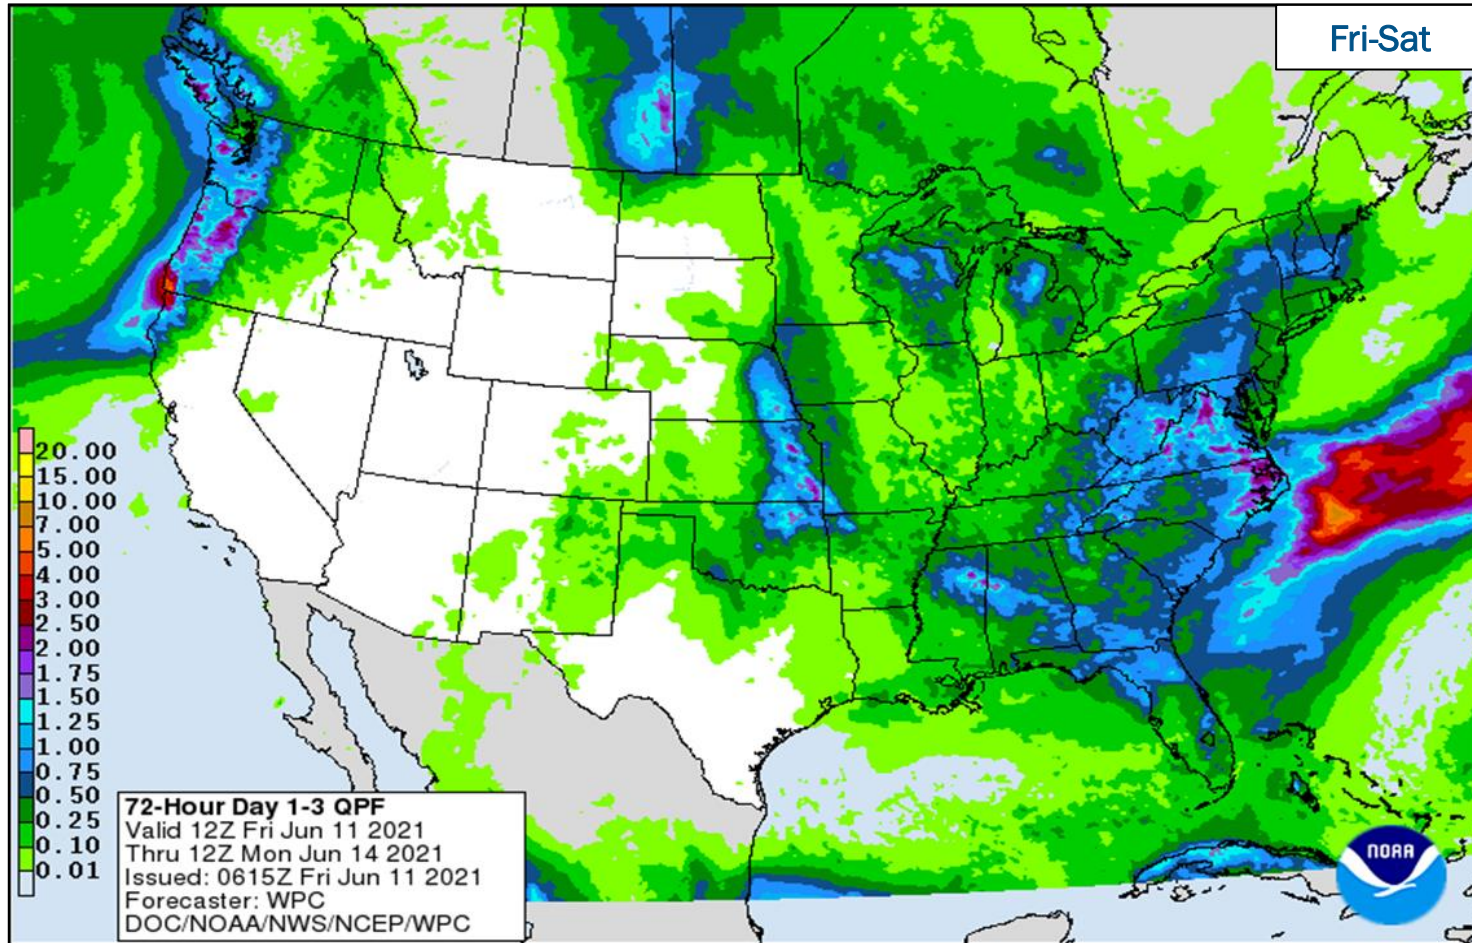 Fri-Sat
20.00
15.00
10.00
7.00
5.00
4.00
3.00
2.50
2.00
1.75
1.50
1.25
1.00
0.75
0.50
0.25
0.10
0.01
72-Hour Day 1-3 QPF
Valid 12Z Fri Jun 11 2021
Thru 12Z Mon Jun 14 2021
Issued: 0615Z Fri Jun 11 2021
Forecaster: WPC
DOC/NOAA/NWS/NCEP/WPC
NOAA